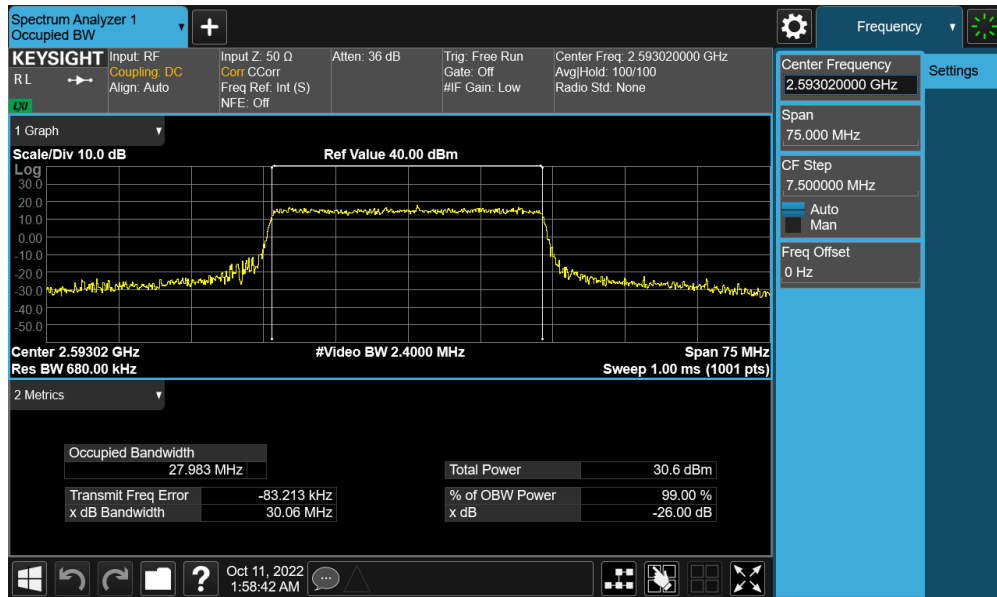 Spectrum Analyzer 1
Occupied BW
+
Frequency
KEYSIGHT
R L
LXI
Input: RF
Coupling: DC
Align: Auto
Input Z: 50 Ω
Corr CCorr
Freq Ref: Int (S)
NFE: Off
Atten: 36 dB
Trig: Free Run
Gate: Off
#IF Gain: Low
Center Freq: 2.593020000 GHz
Avg|Hold: 100/100
Radio Std: None
Center Frequency
2.593020000 GHz
Settings
Span
75.000 MHz
CF Step
7.500000 MHz
Auto
Man
Freq Offset
0 Hz
1 Graph
Scale/Div 10.0 dB
Ref Value 40.00 dBm
Log
30.0
20.0
10.0
0.00
-10.0
-20.0
-30.0
-40.0
-50.0
Center 2.59302 GHz
#Video BW 2.4000 MHz
Span 75 MHz
Res BW 680.00 kHz
Sweep 1.00 ms (1001 pts)
2 Metrics
Occupied Bandwidth
27.983 MHz
Total Power 30.6 dBm
Transmit Freq Error -83.213 kHz
% of OBW Power 99.00 %
x dB Bandwidth 30.06 MHz
x dB -26.00 dB
?
Oct 11, 2022
1:58:42 AM